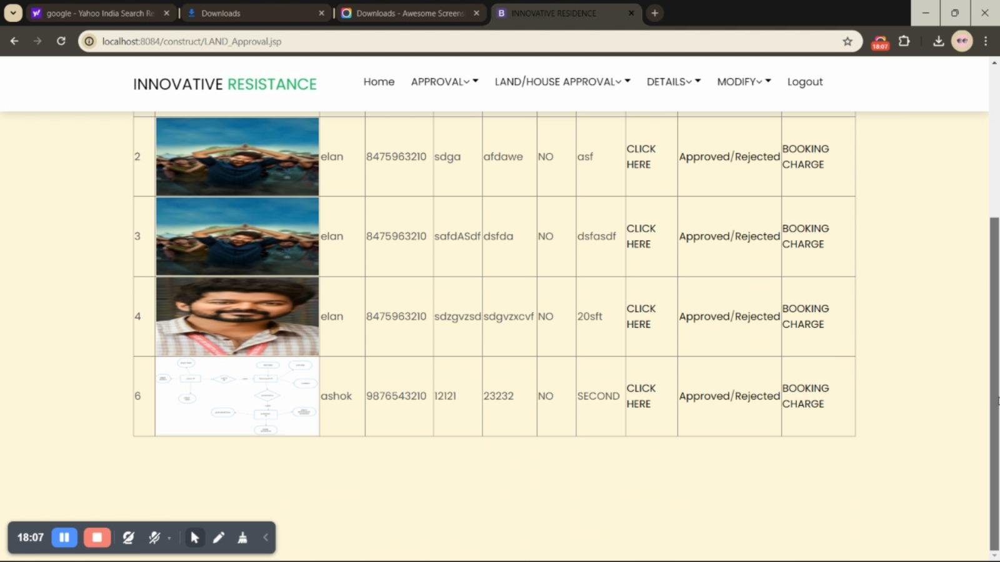 google - Yahoo India Search Re
Downloads
Downloads - Awesome Screens
B INNOVATIVE RESIDENCE
localhost:8084/construct/LAND_Approval.jsp
18:07
INNOVATIVE RESISTANCE
Home APPROVAL LAND/HOUSE APPROVAL DETAILS MODIFY Logout
2 elan 8475963210 sdga afdawe NO asf CLICK HERE Approved/Rejected BOOKING CHARGE
3 elan 8475963210 safdASdf dsfda NO dsfasdf CLICK HERE Approved/Rejected BOOKING CHARGE
4 elan 8475963210 sdzgvzsd sdgvzxcvf NO 20sft CLICK HERE Approved/Rejected BOOKING CHARGE
6 ashok 9876543210 12121 23232 NO SECOND CLICK HERE Approved/Rejected BOOKING CHARGE
18:07